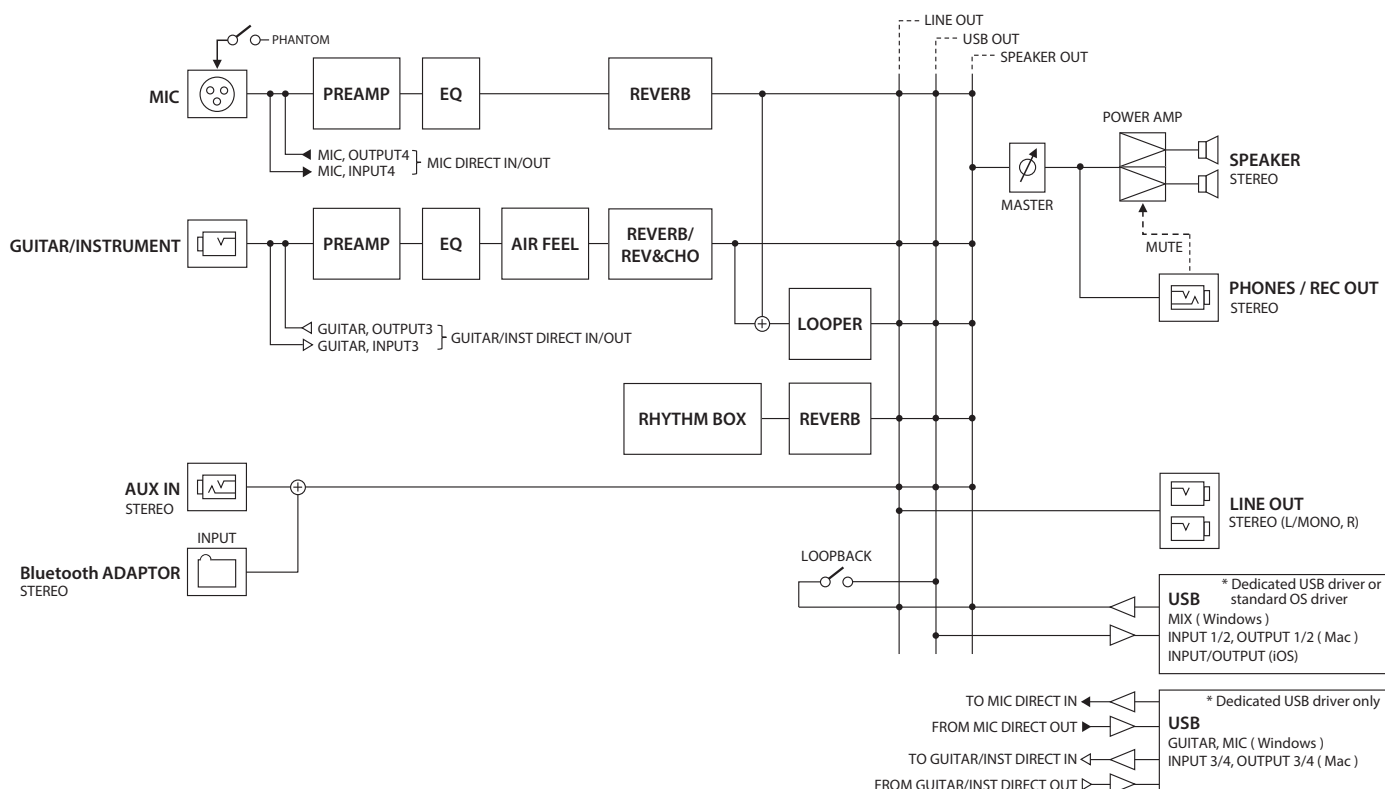 LINE OUT
USB OUT
SPEAKER OUT
PHANTOM
MIC
PREAMP
EQ
REVERB
MIC, OUTPUT4
MIC, INPUT4
MIC DIRECT IN/OUT
POWER AMP
MASTER
SPEAKER
STEREO
MUTE
GUITAR/INSTRUMENT
PREAMP
EQ
AIR FEEL
REVERB/
REV&CHO
PHONES / REC OUT
STEREO
GUITAR, OUTPUT3
GUITAR, INPUT3
GUITAR/INST DIRECT IN/OUT
LOOPER
RHYTHM BOX
REVERB
AUX IN
STEREO
LINE OUT
STEREO (L/MONO, R)
INPUT
Bluetooth ADAPTOR
STEREO
LOOPBACK
* Dedicated USB driver or
standard OS driver
USB
MIX ( Windows )
INPUT 1/2, OUTPUT 1/2 ( Mac )
INPUT/OUTPUT (iOS)
TO MIC DIRECT IN
FROM MIC DIRECT OUT
TO GUITAR/INST DIRECT IN
FROM GUITAR/INST DIRECT OUT
* Dedicated USB driver only
USB
GUITAR, MIC ( Windows )
INPUT 3/4, OUTPUT 3/4 ( Mac )